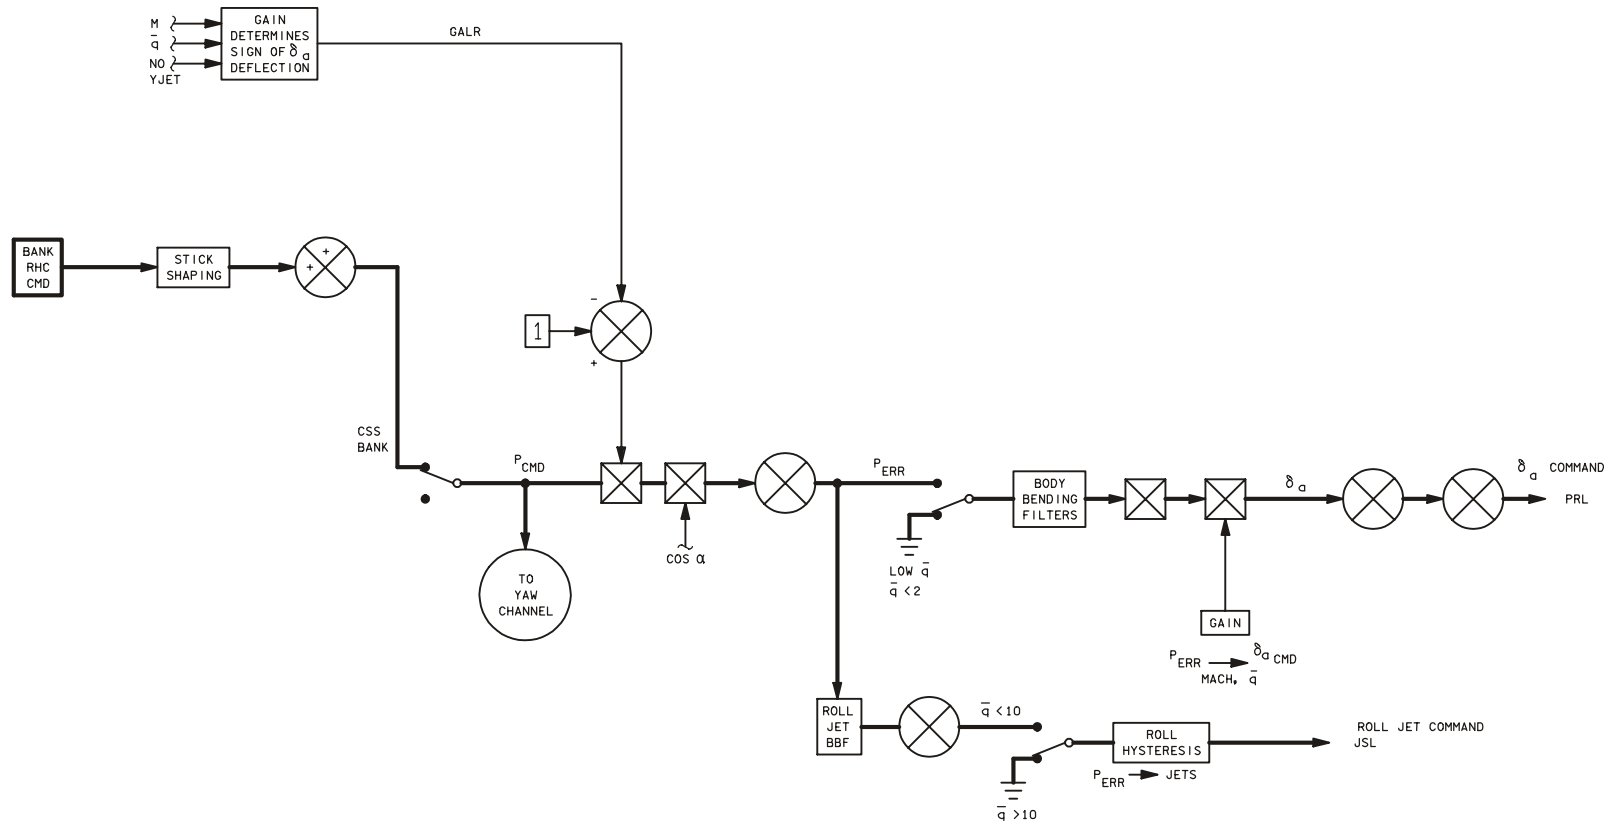 M
q̄
NO
YJET
GAIN
DETERMINES
SIGN OF δa
DEFLECTION
GALR
BANK
RHC
CMD
STICK
SHAPING
+
+
−
1
+
CSS
BANK
PCMD
TO
YAW
CHANNEL
COS α
PERR
LOW q̄
q̄ <2
BODY
BENDING
FILTERS
δa
δa COMMAND
PRL
GAIN
PERR → δa CMD
MACH, q̄
ROLL
JET
BBF
q̄ <10
q̄ >10
ROLL
HYSTERESIS
PERR → JETS
ROLL JET COMMAND
JSL